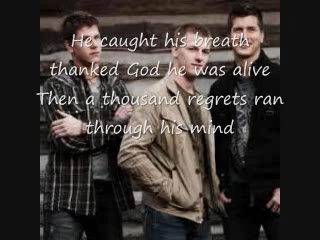 He caught his breath
thanked God he was alive
Then a thousand regrets ran
through his mind